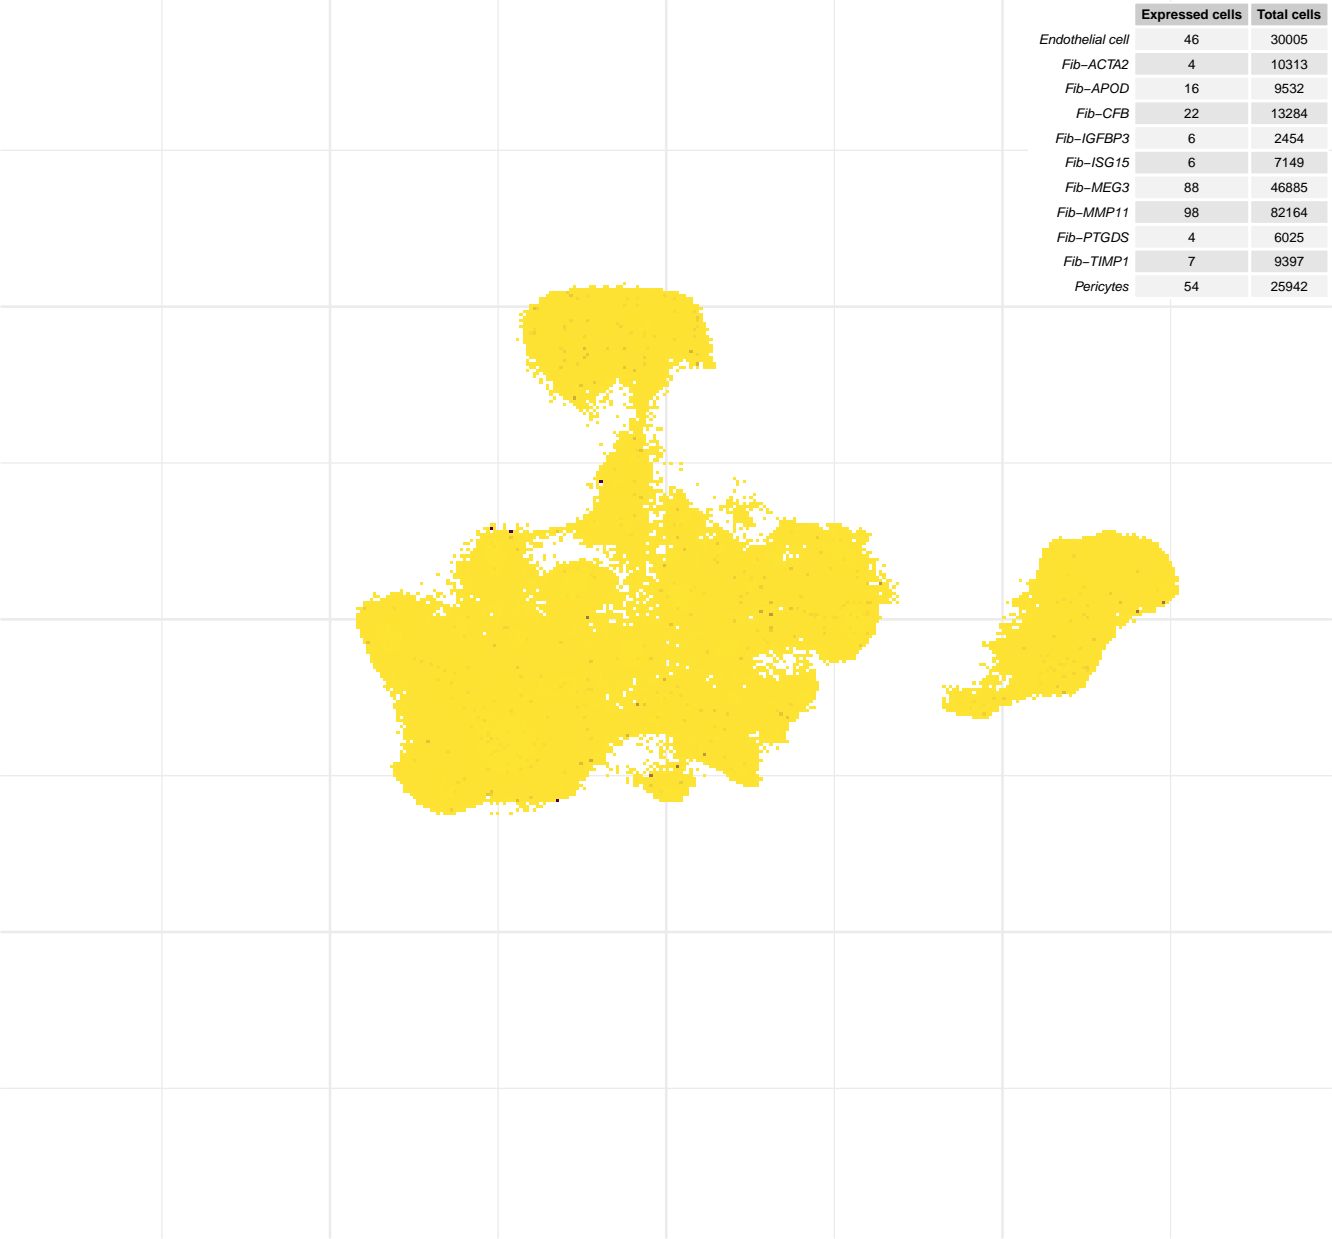 Expressed cells Total cells
Endothelial cell 46 30005
Fib−ACTA2 4 10313
Fib−APOD 16 9532
Fib−CFB 22 13284
Fib−IGFBP3 6 2454
Fib−ISG15 6 7149
Fib−MEG3 88 46885
Fib−MMP11 98 82164
Fib−PTGDS 4 6025
Fib−TIMP1 7 9397
Pericytes 54 25942